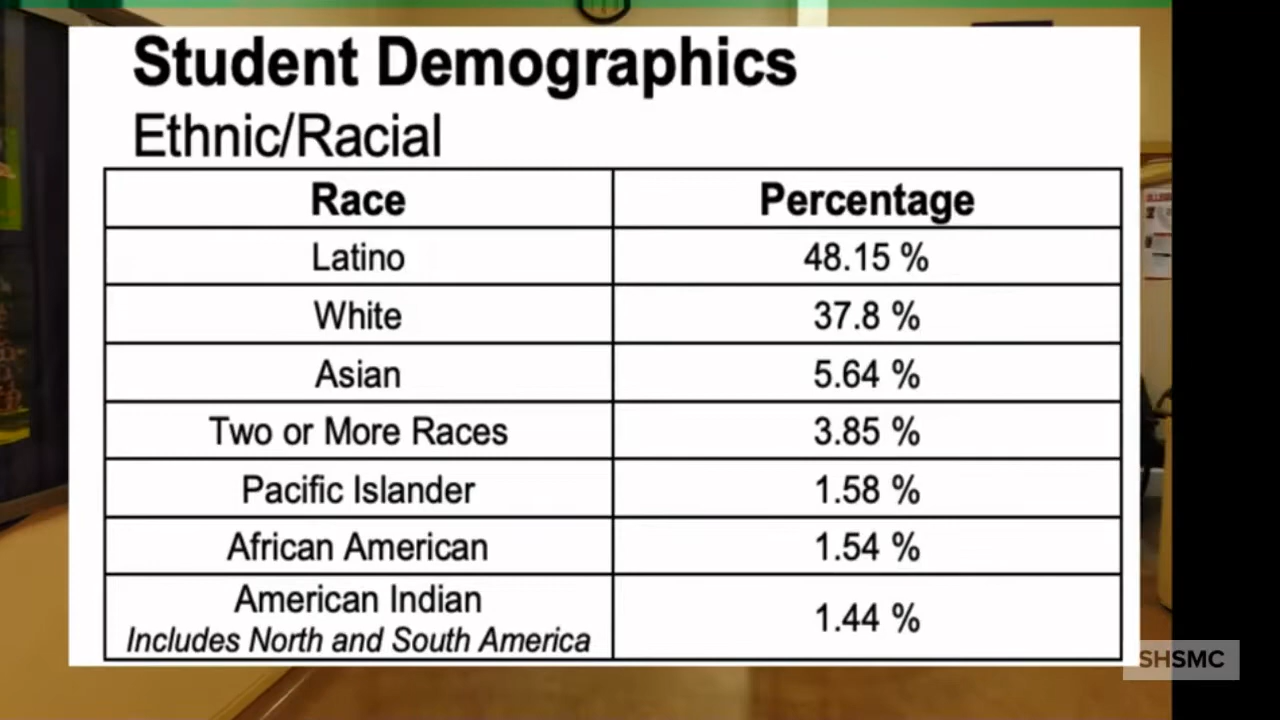 Student Demographics
Ethnic/Racial
Race Percentage
Latino 48.15 %
White 37.8 %
Asian 5.64 %
Two or More Races 3.85 %
Pacific Islander 1.58 %
African American 1.54 %
American Indian
Includes North and South America 1.44 %
SHSMC